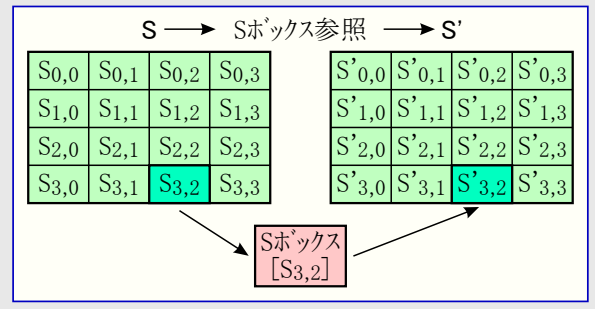 S → Sボックス参照 → S'
S0,0 S0,1 S0,2 S0,3 S'0,0 S'0,1 S'0,2 S'0,3
S1,0 S1,1 S1,2 S1,3 S'1,0 S'1,1 S'1,2 S'1,3
S2,0 S2,1 S2,2 S2,3 S'2,0 S'2,1 S'2,2 S'2,3
S3,0 S3,1 S3,2 S3,3 S'3,0 S'3,1 S'3,2 S'3,3
Sボックス
[S3,2]